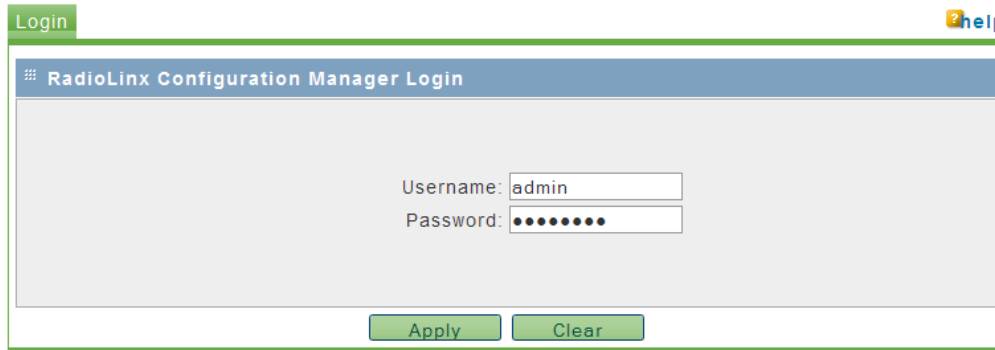 Login
help
RadioLinx Configuration Manager Login
Username: admin
Password: ••••••••
Apply Clear